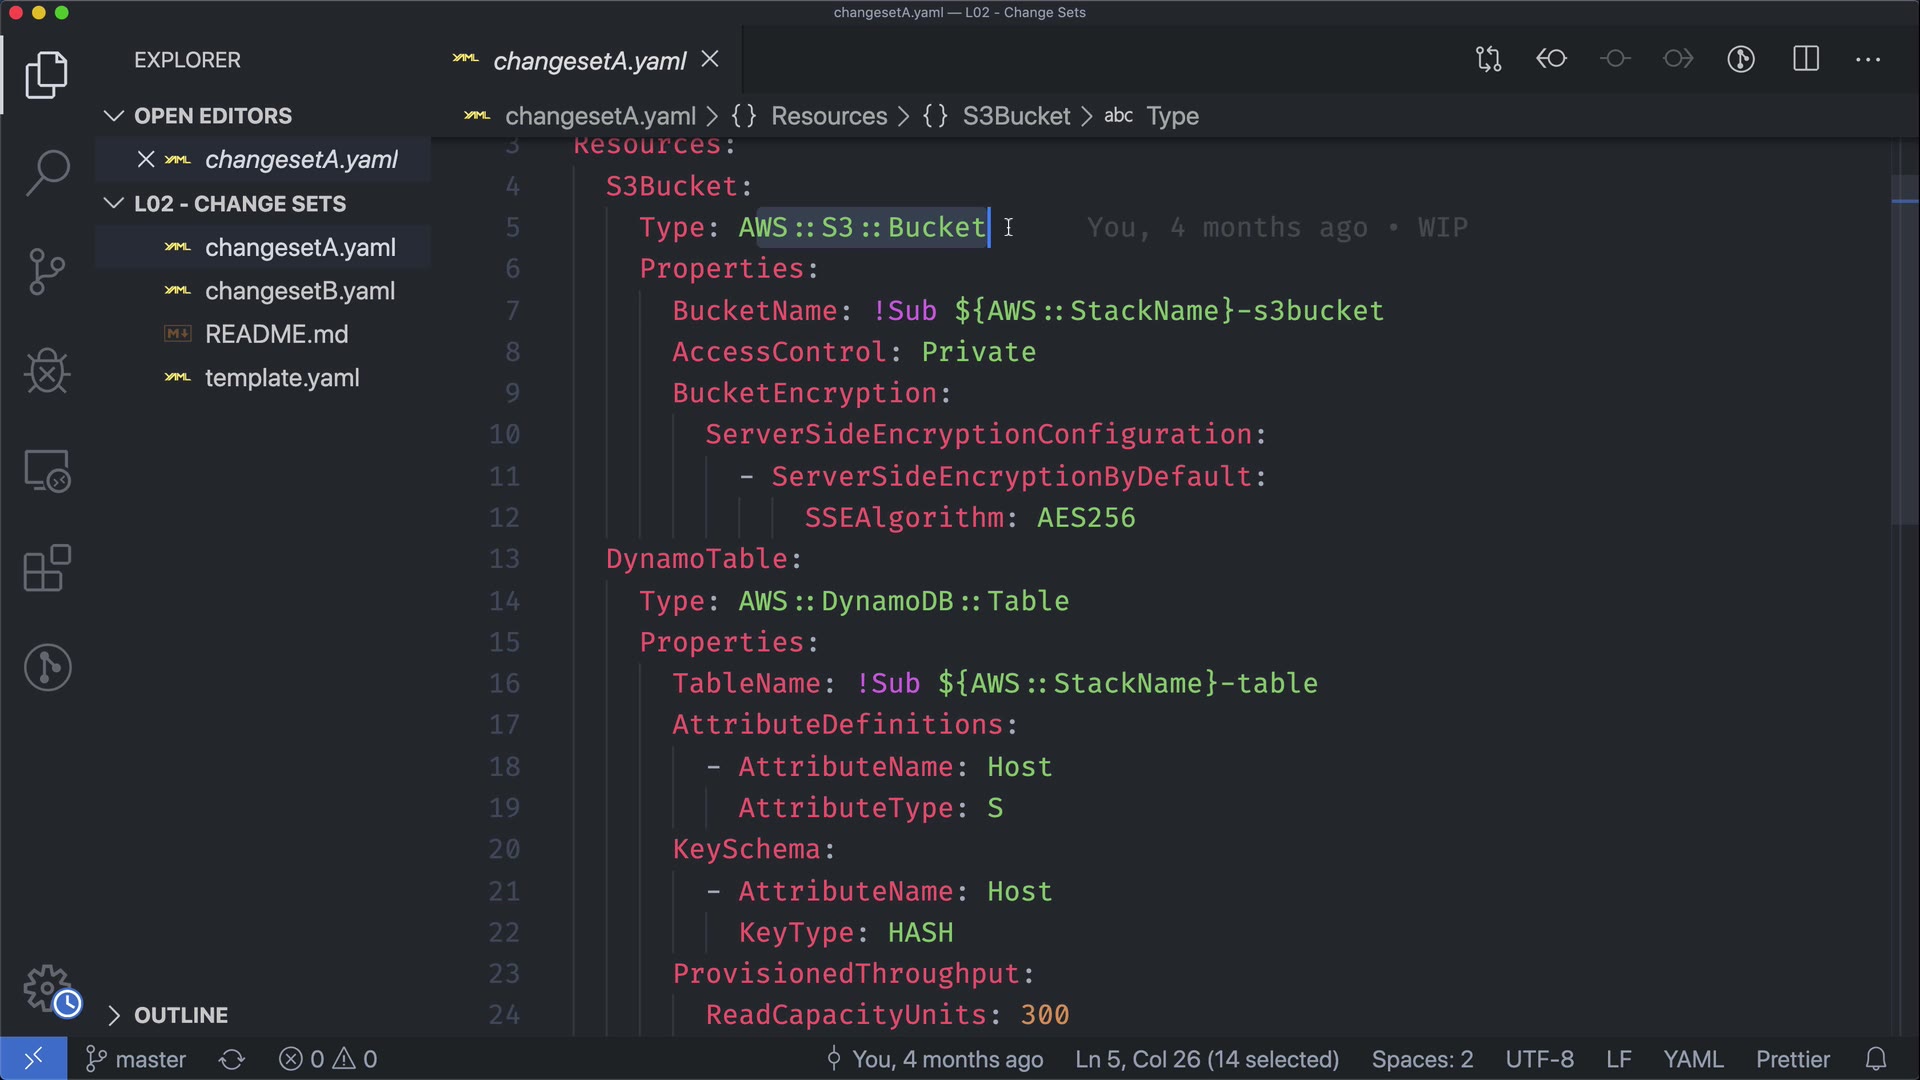 changesetA.yaml — L02 - Change Sets
EXPLORER
OPEN EDITORS
YAML changesetA.yaml
L02 - CHANGE SETS
YAML changesetA.yaml
YAML changesetB.yaml
M↓ README.md
YAML template.yaml
OUTLINE
YAML changesetA.yaml
YAML changesetA.yaml > {} Resources > {} S3Bucket > abc Type
3 Resources:
4 S3Bucket:
5 Type: AWS::S3::Bucket You, 4 months ago • WIP
6 Properties:
7 BucketName: !Sub ${AWS::StackName}-s3bucket
8 AccessControl: Private
9 BucketEncryption:
10 ServerSideEncryptionConfiguration:
11 - ServerSideEncryptionByDefault:
12 SSEAlgorithm: AES256
13 DynamoTable:
14 Type: AWS::DynamoDB::Table
15 Properties:
16 TableName: !Sub ${AWS::StackName}-table
17 AttributeDefinitions:
18 - AttributeName: Host
19 AttributeType: S
20 KeySchema:
21 - AttributeName: Host
22 KeyType: HASH
23 ProvisionedThroughput:
24 ReadCapacityUnits: 300
master 0 0 You, 4 months ago Ln 5, Col 26 (14 selected) Spaces: 2 UTF-8 LF YAML Prettier